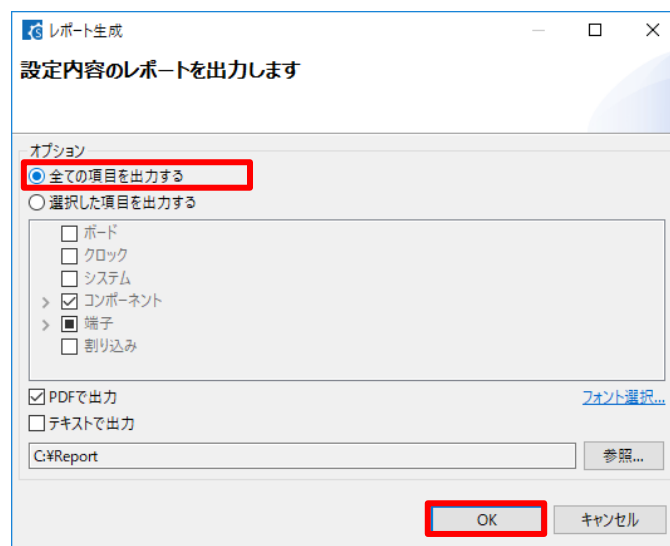 レポート生成
設定内容のレポートを出力します
オプション
全ての項目を出力する
選択した項目を出力する
ボード
クロック
システム
コンポーネント
端子
割り込み
PDFで出力
フォント選択...
テキストで出力
C:¥Report
参照...
OK
キャンセル